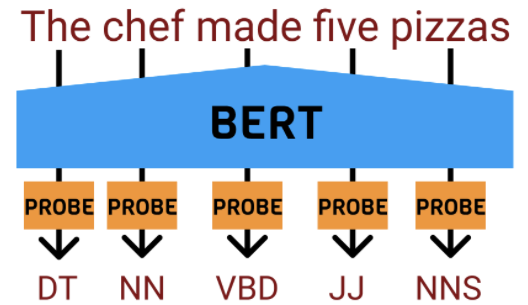 The chef made five pizzas
BERT
PROBE PROBE PROBE PROBE PROBE
DT NN VBD JJ NNS